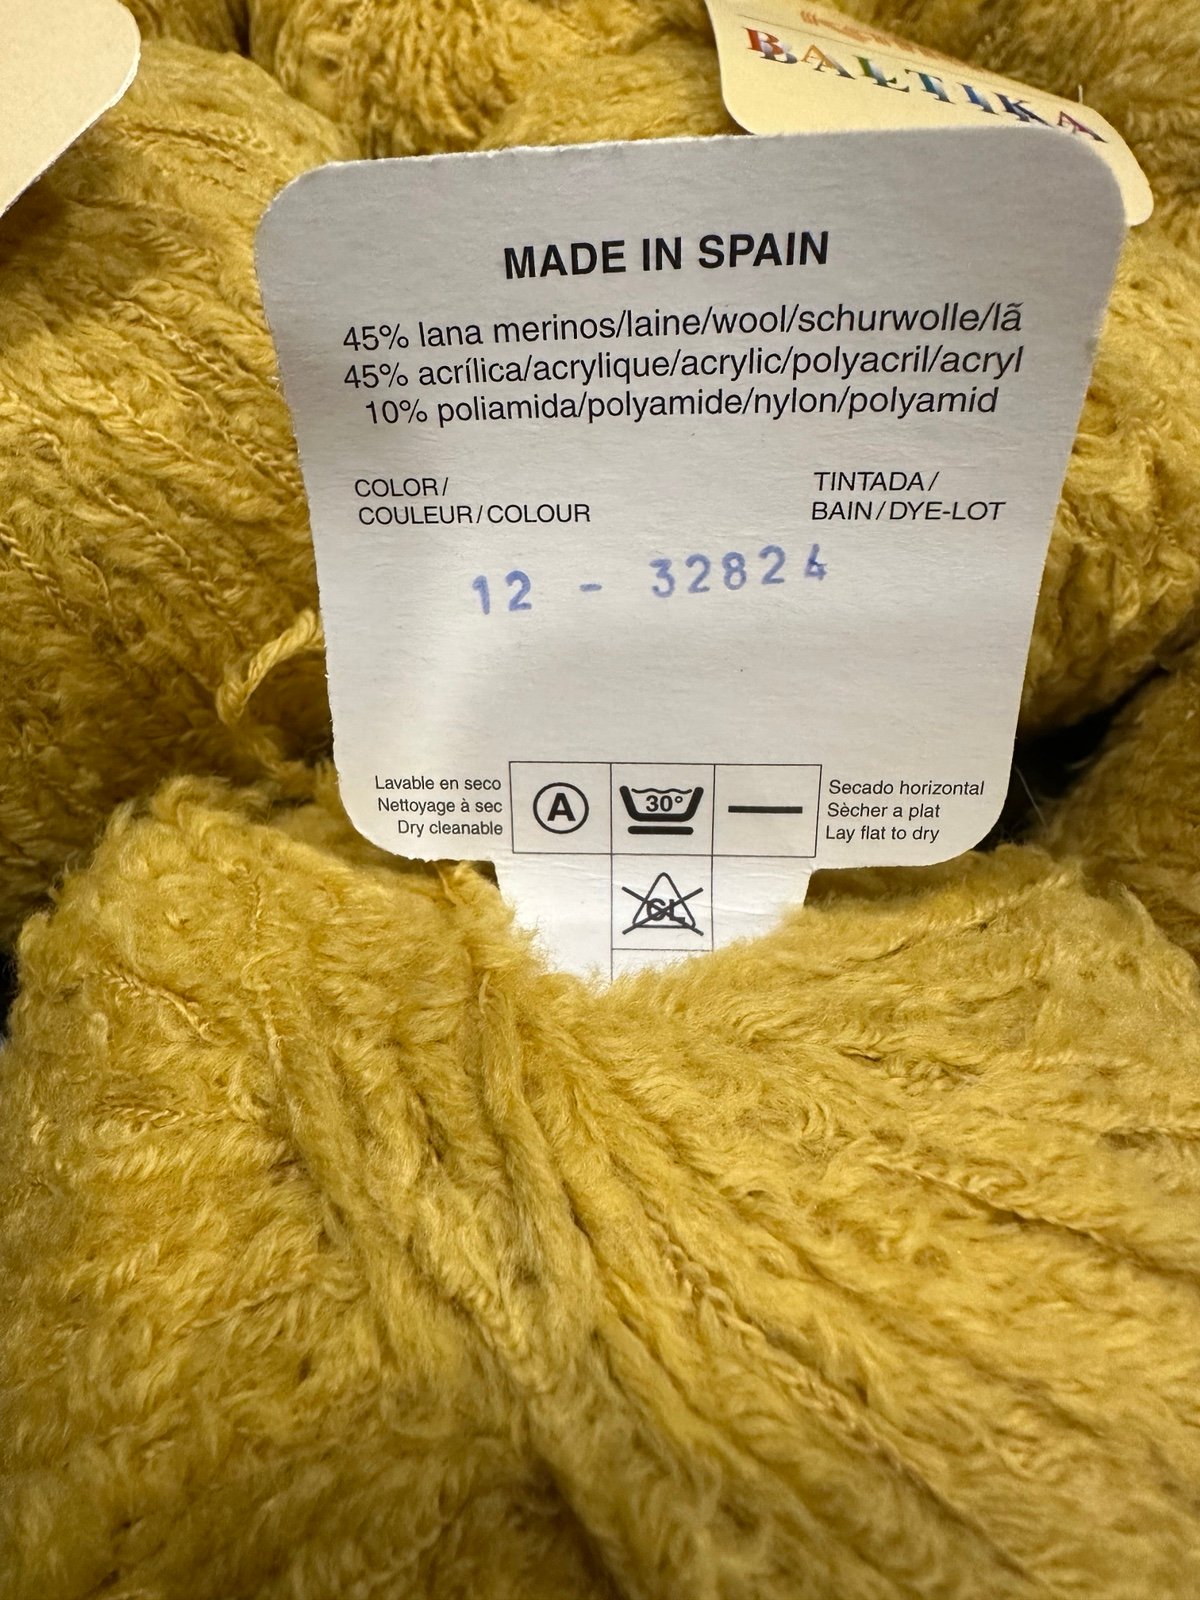 BALTIKA
MADE IN SPAIN
45% lana merinos/laine/wool/schurwolle/lã
45% acrílica/acrylique/acrylic/polyacril/acryl
10% poliamida/polyamide/nylon/polyamid
COLOR/
COULEUR/COLOUR
TINTADA/
BAIN/DYE-LOT
12 - 32824
Lavable en seco
Nettoyage à sec
Dry cleanable
A
30°
Secado horizontal
Sècher a plat
Lay flat to dry
CL